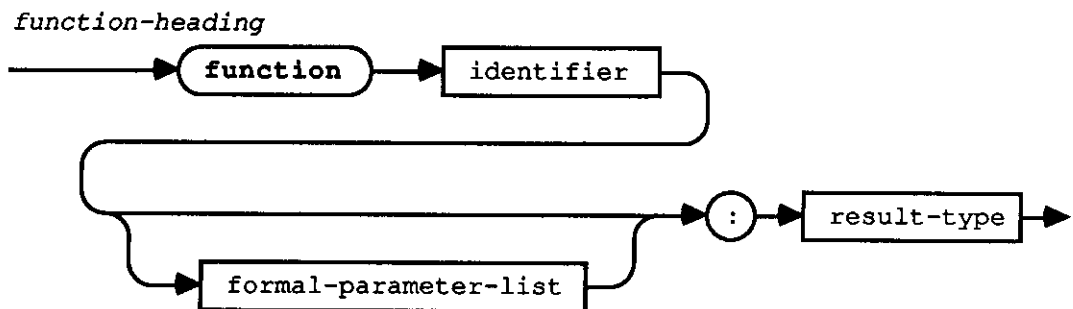 function-heading
function identifier
: result-type
formal-parameter-list